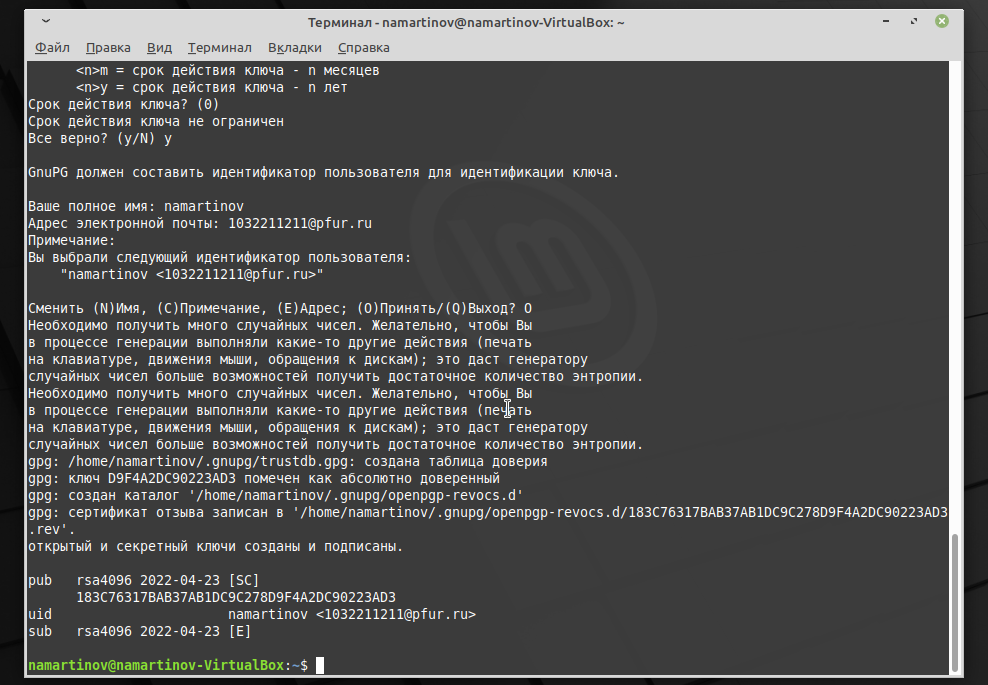 Терминал - namartinov@namartinov-VirtualBox: ~
Файл Правка Вид Терминал Вкладки Справка
<n>m = срок действия ключа - n месяцев
<n>y = срок действия ключа - n лет
Срок действия ключа? (0)
Срок действия ключа не ограничен
Все верно? (y/N) y
GnuPG должен составить идентификатор пользователя для идентификации ключа.
Ваше полное имя: namartinov
Адрес электронной почты: 1032211211@pfur.ru
Примечание:
Вы выбрали следующий идентификатор пользователя:
"namartinov <1032211211@pfur.ru>"
Сменить (N)Имя, (C)Примечание, (E)Адрес; (O)Принять/(Q)Выход? O
Необходимо получить много случайных чисел. Желательно, чтобы Вы
в процессе генерации выполняли какие-то другие действия (печать
на клавиатуре, движения мыши, обращения к дискам); это даст генератору
случайных чисел больше возможностей получить достаточное количество энтропии.
Необходимо получить много случайных чисел. Желательно, чтобы Вы
в процессе генерации выполняли какие-то другие действия (печать
на клавиатуре, движения мыши, обращения к дискам); это даст генератору
случайных чисел больше возможностей получить достаточное количество энтропии.
gpg: /home/namartinov/.gnupg/trustdb.gpg: создана таблица доверия
gpg: ключ D9F4A2DC90223AD3 помечен как абсолютно доверенный
gpg: создан каталог '/home/namartinov/.gnupg/openpgp-revocs.d'
gpg: сертификат отзыва записан в '/home/namartinov/.gnupg/openpgp-revocs.d/183C76317BAB37AB1DC9C278D9F4A2DC90223AD3
.rev'.
открытый и секретный ключи созданы и подписаны.
pub rsa4096 2022-04-23 [SC]
183C76317BAB37AB1DC9C278D9F4A2DC90223AD3
uid namartinov <1032211211@pfur.ru>
sub rsa4096 2022-04-23 [E]
namartinov@namartinov-VirtualBox:~$